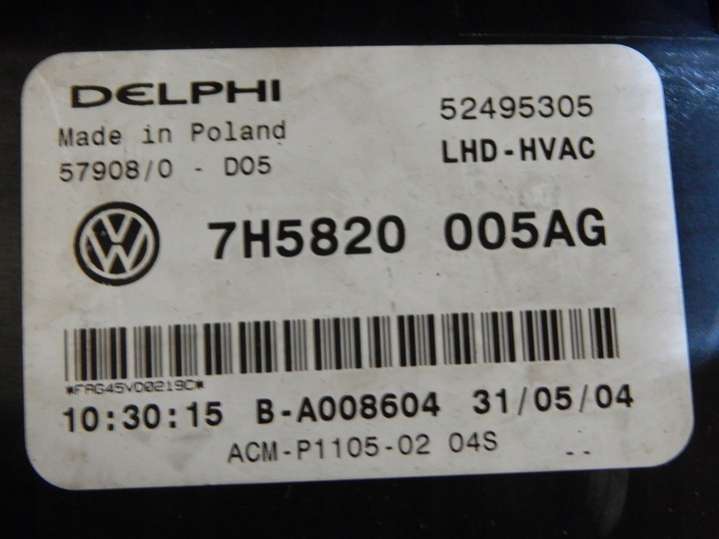 DELPHI
52495305
Made in Poland
LHD-HVAC
57908/0 - D05
7H5820 005AG
*FAG45VD0219C*
10:30:15 B-A008604 31/05/04
ACM-P1105-02 04S --